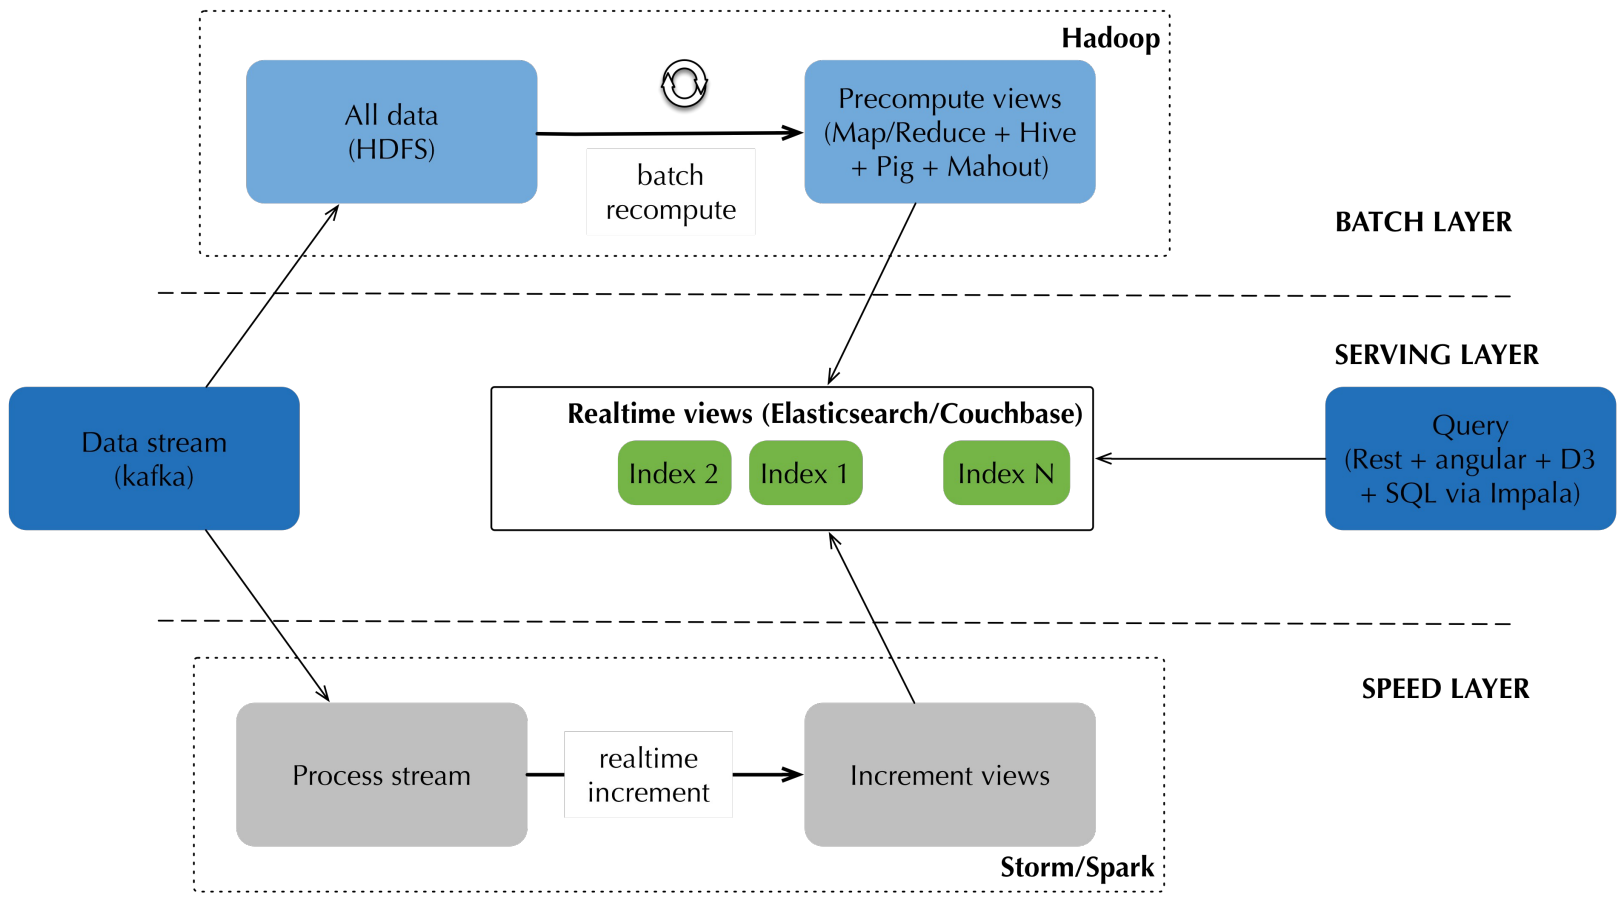 Hadoop
All data
(HDFS)
batch
recompute
Precompute views
(Map/Reduce + Hive
+ Pig + Mahout)
BATCH LAYER
SERVING LAYER
Data stream
(kafka)
Realtime views (Elasticsearch/Couchbase)
Index 2
Index 1
Index N
Query
(Rest + angular + D3
+ SQL via Impala)
SPEED LAYER
Process stream
realtime
increment
Increment views
Storm/Spark